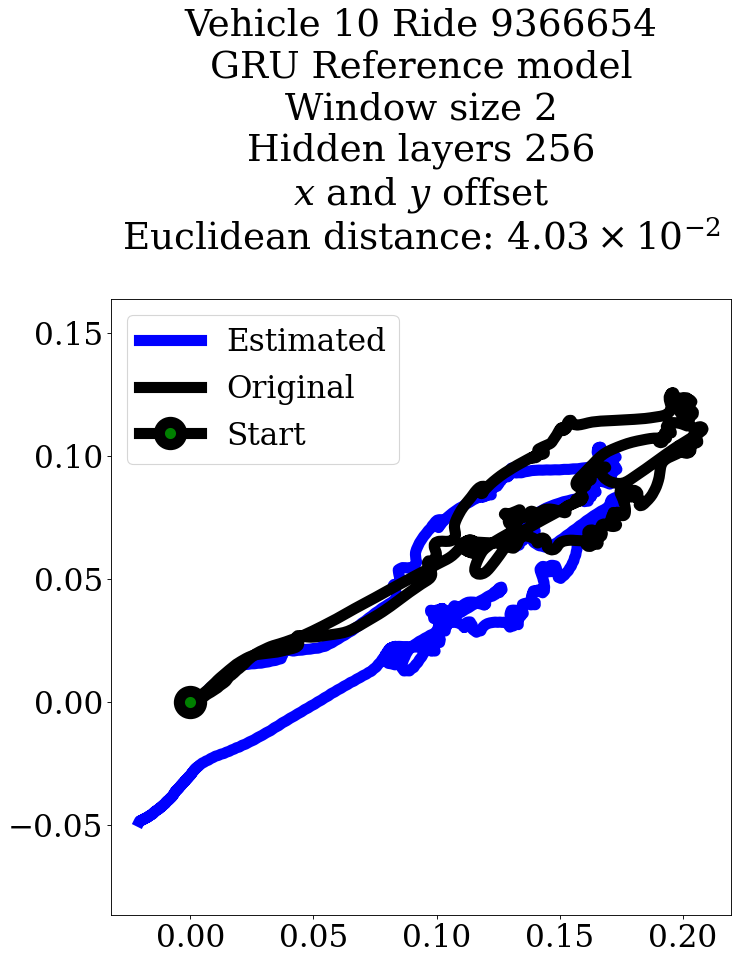 Vehicle 10 Ride 9366654
GRU Reference model
Window size 2
Hidden layers 256
x and y offset
Euclidean distance: 4.03 × 10⁻²
Estimated
Original
Start
0.15
0.10
0.05
0.00
−0.05
0.00 0.05 0.10 0.15 0.20